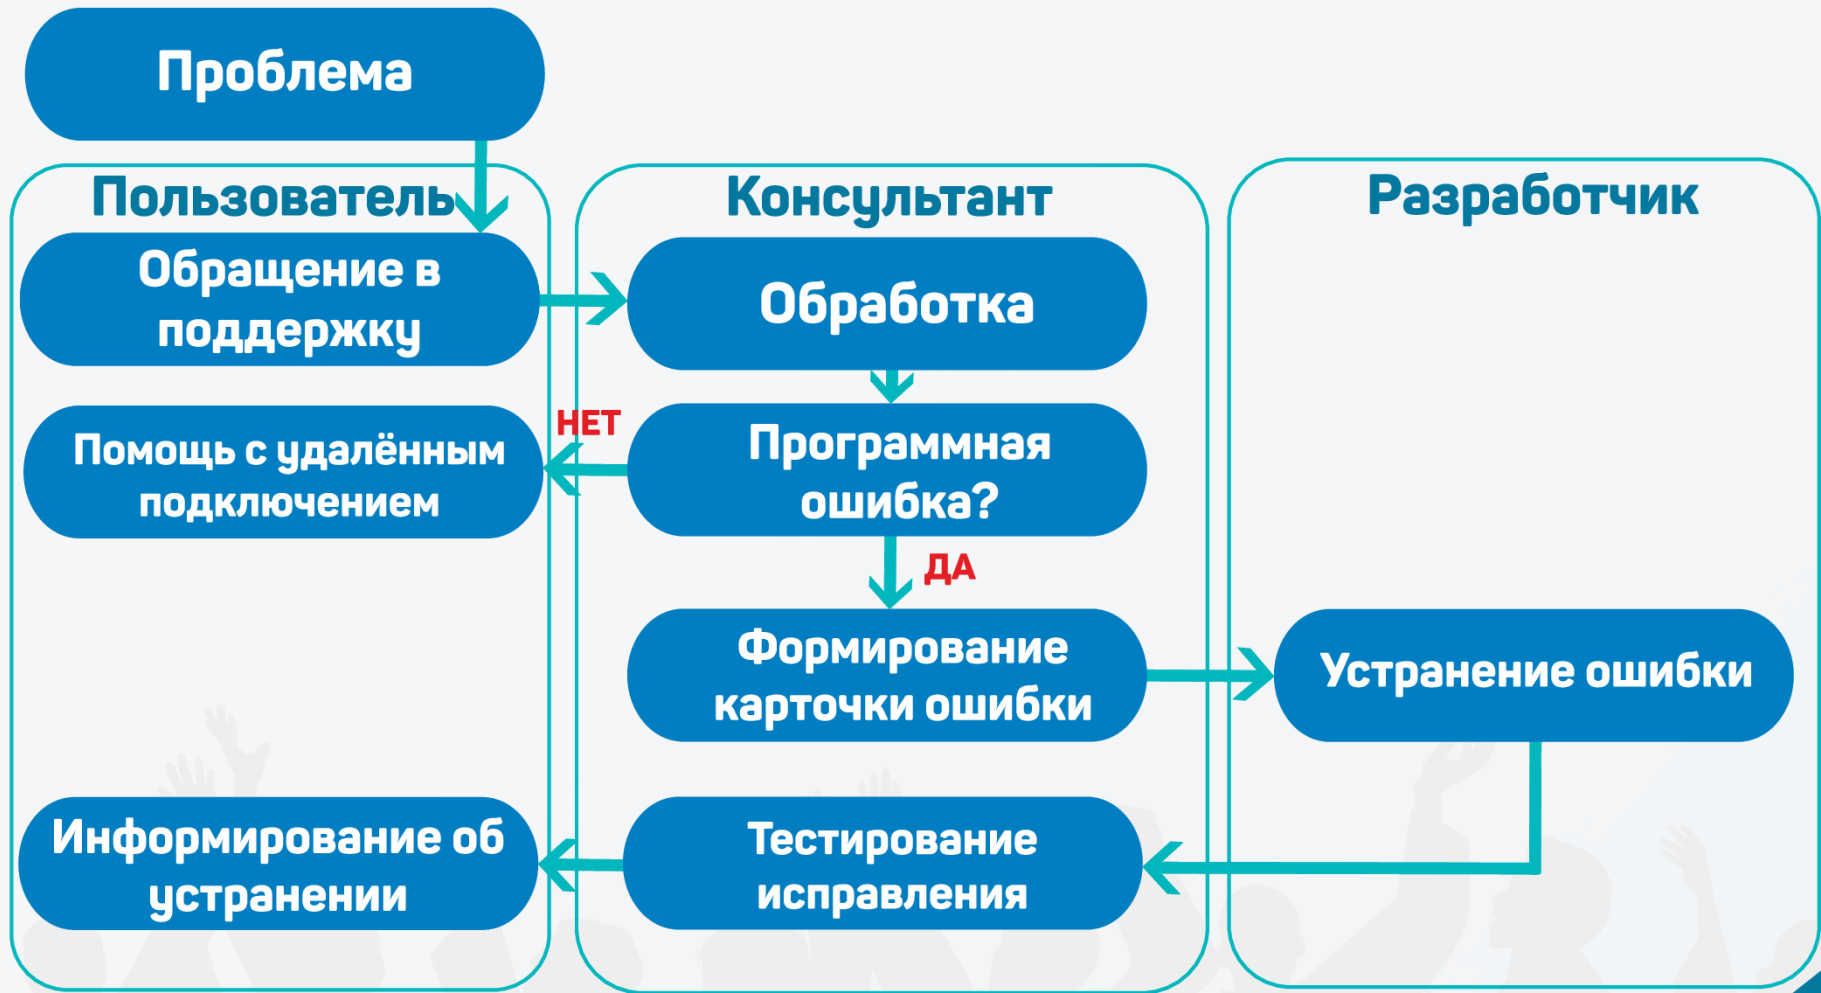 Проблема
Пользователь
Консультант
Разработчик
Обращение в
поддержку
Обработка
Помощь с удалённым
подключением
НЕТ
Программная
ошибка?
ДА
Формирование
карточки ошибки
Устранение ошибки
Информирование об
устранении
Тестирование
исправления